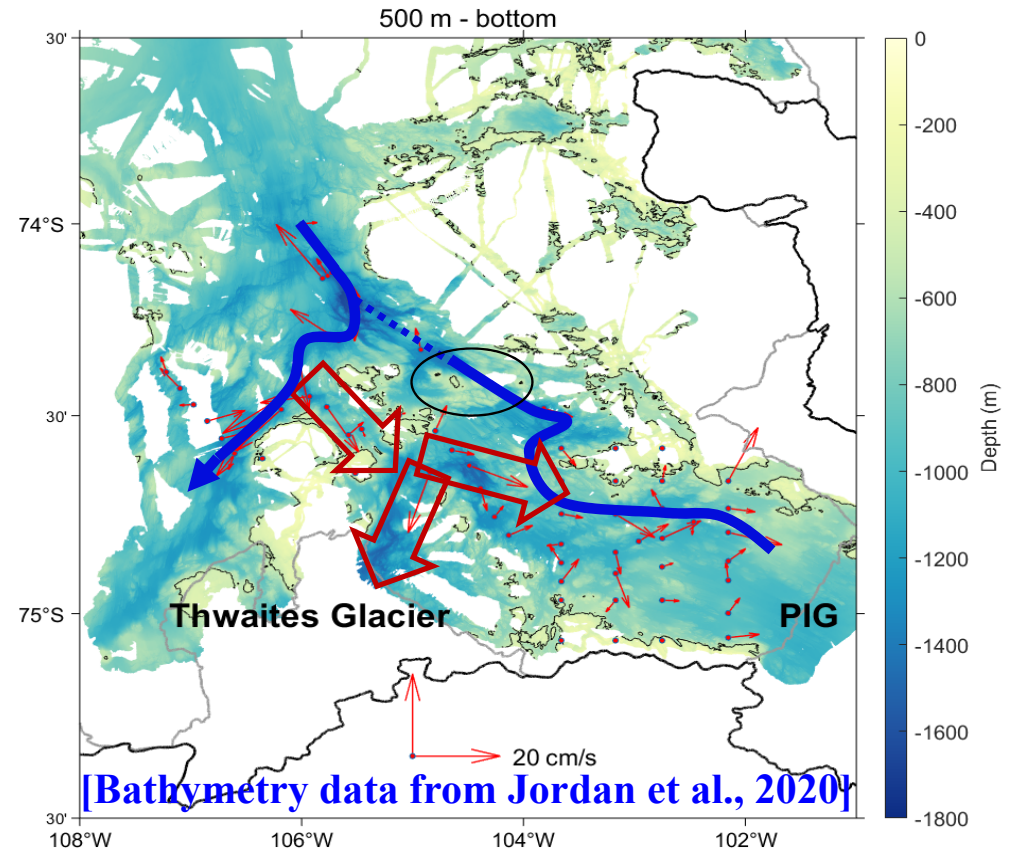 500 m - bottom
30'
74°S
30'
75°S
30'
108°W
106°W
104°W
102°W
Thwaites Glacier
PIG
20 cm/s
[Bathymetry data from Jordan et al., 2020]
0
-200
-400
-600
-800
-1000
-1200
-1400
-1600
-1800
Depth (m)